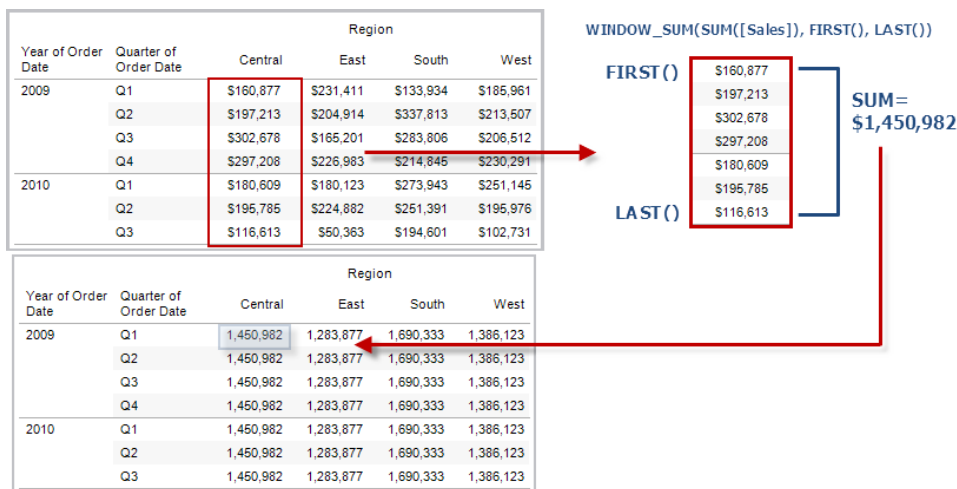 Region
Year of Order Date Quarter of Order Date Central East South West
2009 Q1 $160,877 $231,411 $133,934 $185,961
Q2 $197,213 $204,914 $337,813 $213,507
Q3 $302,678 $165,201 $283,806 $206,512
Q4 $297,208 $226,983 $214,845 $230,291
2010 Q1 $180,609 $180,123 $273,943 $251,145
Q2 $195,785 $224,882 $251,391 $195,976
Q3 $116,613 $50,363 $194,601 $102,731
WINDOW_SUM(SUM([Sales]), FIRST(), LAST())
FIRST() $160,877
$197,213
$302,678
$297,208
$180,609
$195,785
LAST() $116,613
SUM=
$1,450,982
Region
Year of Order Date Quarter of Order Date Central East South West
2009 Q1 1,450,982 1,283,877 1,690,333 1,386,123
Q2 1,450,982 1,283,877 1,690,333 1,386,123
Q3 1,450,982 1,283,877 1,690,333 1,386,123
Q4 1,450,982 1,283,877 1,690,333 1,386,123
2010 Q1 1,450,982 1,283,877 1,690,333 1,386,123
Q2 1,450,982 1,283,877 1,690,333 1,386,123
Q3 1,450,982 1,283,877 1,690,333 1,386,123